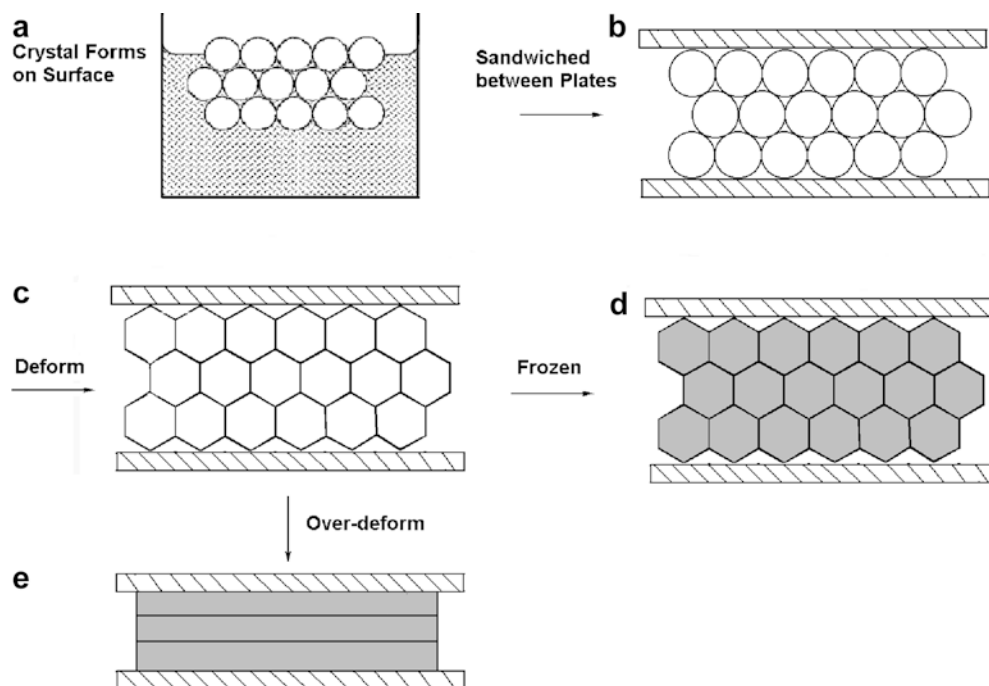 a
Crystal Forms
on Surface
Sandwiched
between Plates
b
c
Deform
Frozen
d
Over-deform
e